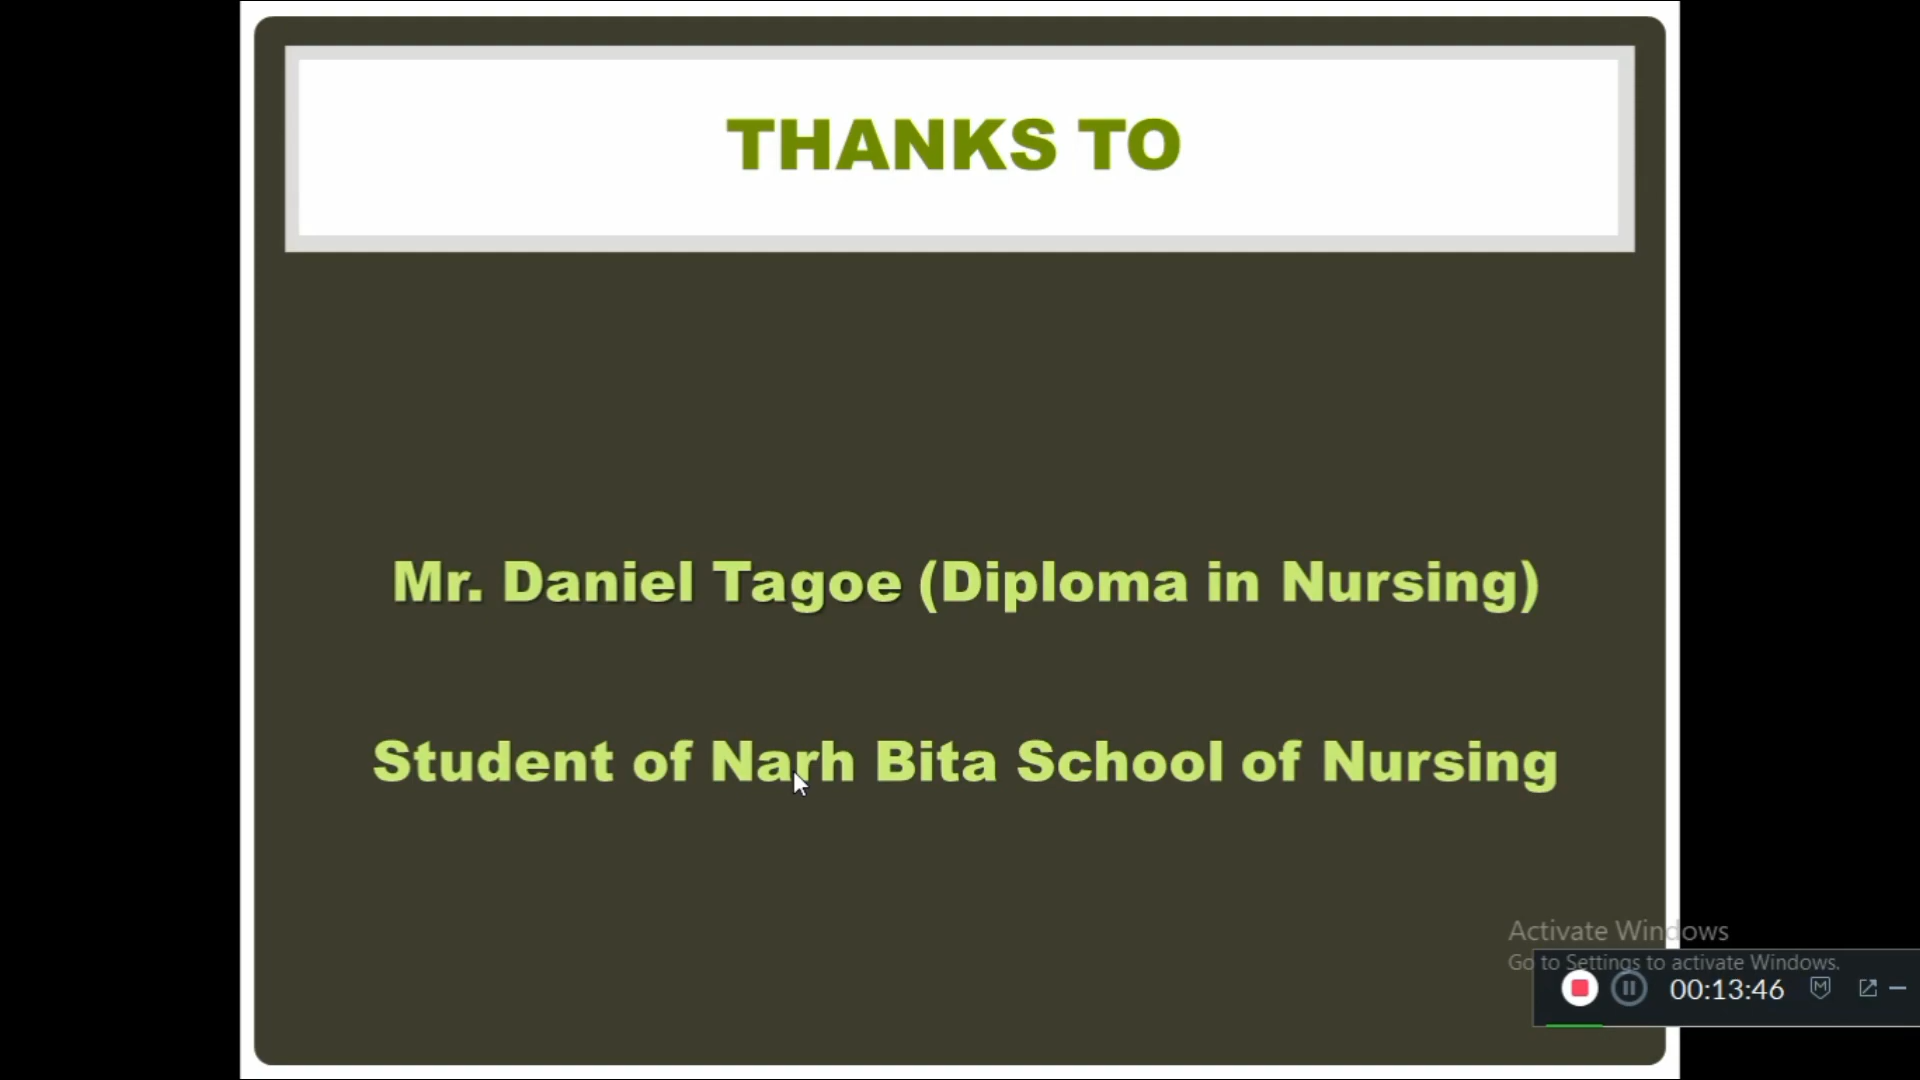 THANKS TO
Mr. Daniel Tagoe (Diploma in Nursing)
Student of Narh Bita School of Nursing
Activate Windows
Go to Settings to activate Windows.
00:13:46